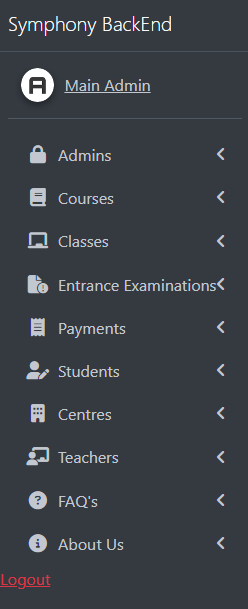 Symphony BackEnd
Main Admin
Admins
Courses
Classes
Entrance Examinations
Payments
Students
Centres
Teachers
FAQ's
About Us
Logout